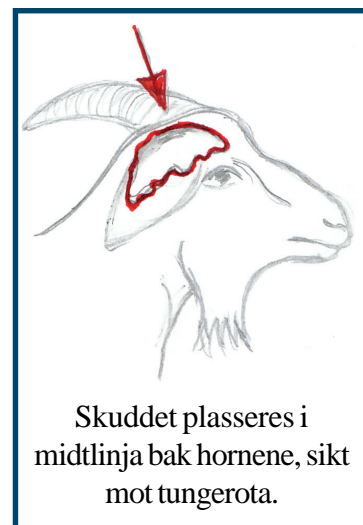 Skuddet plasseres i
midtlinja bak hornene, sikt
mot tungerota.